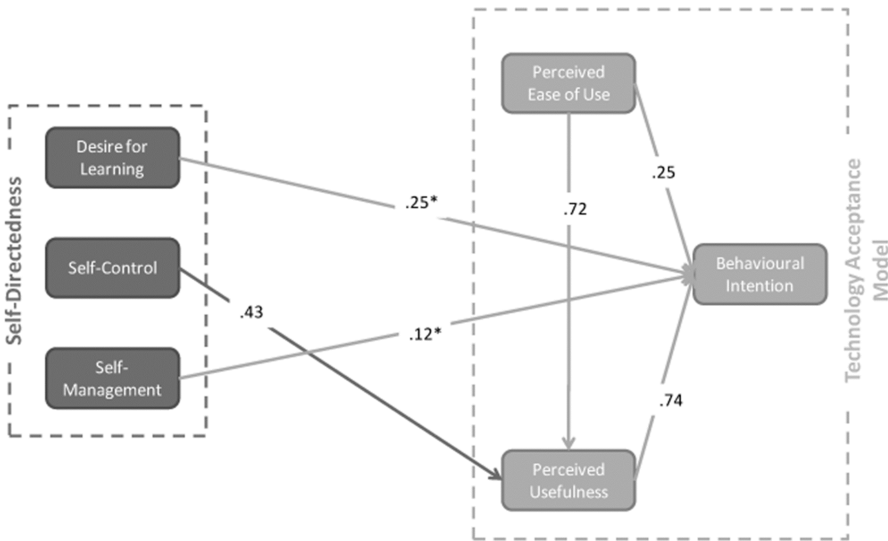 Self-Directedness
Desire for
Learning
Self-Control
Self-
Management
.25*
.43
.12*
Perceived
Ease of Use
.72
.25
Behavioural
Intention
.74
Perceived
Usefulness
Technology Acceptance
Model